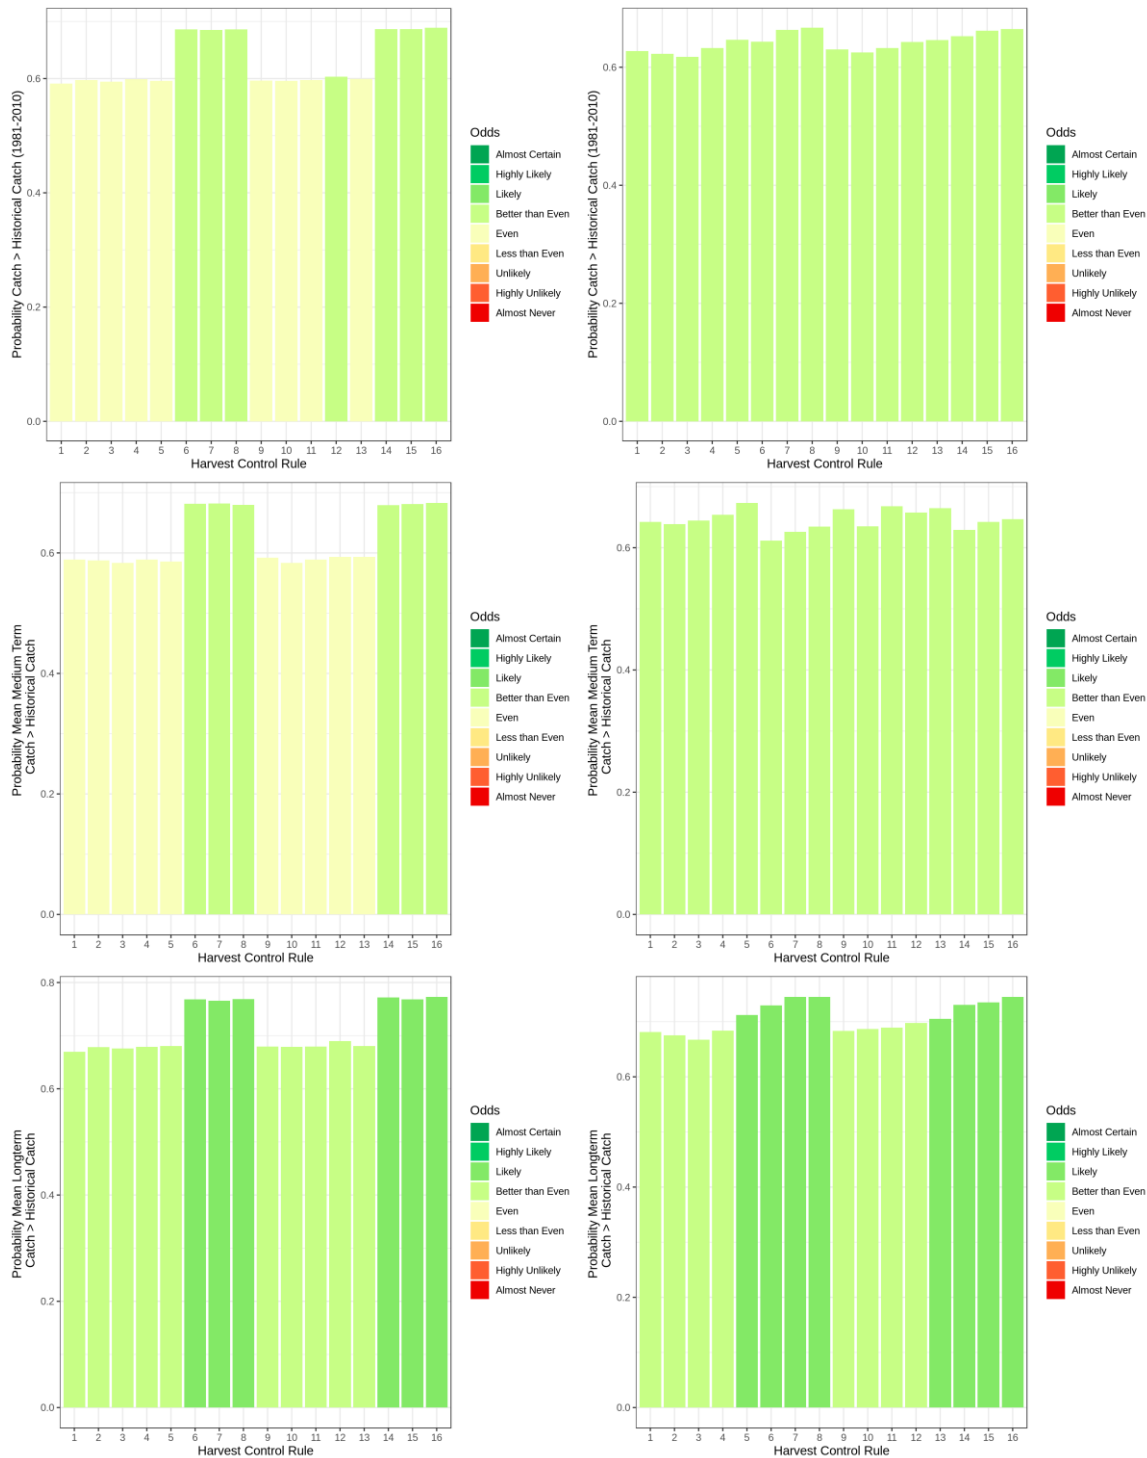 Probability Catch > Historical Catch (1981-2010)
0.6
0.4
0.2
0.0
1 2 3 4 5 6 7 8 9 10 11 12 13 14 15 16
Harvest Control Rule
Odds
Almost Certain
Highly Likely
Likely
Better than Even
Even
Less than Even
Unlikely
Highly Unlikely
Almost Never
Probability Catch > Historical Catch (1981-2010)
0.6
0.4
0.2
0.0
1 2 3 4 5 6 7 8 9 10 11 12 13 14 15 16
Harvest Control Rule
Odds
Almost Certain
Highly Likely
Likely
Better than Even
Even
Less than Even
Unlikely
Highly Unlikely
Almost Never
Probability Mean Medium Term
Catch > Historical Catch
0.6
0.4
0.2
0.0
1 2 3 4 5 6 7 8 9 10 11 12 13 14 15 16
Harvest Control Rule
Odds
Almost Certain
Highly Likely
Likely
Better than Even
Even
Less than Even
Unlikely
Highly Unlikely
Almost Never
Probability Mean Medium Term
Catch > Historical Catch
0.6
0.4
0.2
0.0
1 2 3 4 5 6 7 8 9 10 11 12 13 14 15 16
Harvest Control Rule
Odds
Almost Certain
Highly Likely
Likely
Better than Even
Even
Less than Even
Unlikely
Highly Unlikely
Almost Never
Probability Mean Longterm
Catch > Historical Catch
0.8
0.6
0.4
0.2
0.0
1 2 3 4 5 6 7 8 9 10 11 12 13 14 15 16
Harvest Control Rule
Odds
Almost Certain
Highly Likely
Likely
Better than Even
Even
Less than Even
Unlikely
Highly Unlikely
Almost Never
Probability Mean Longterm
Catch > Historical Catch
0.6
0.4
0.2
0.0
1 2 3 4 5 6 7 8 9 10 11 12 13 14 15 16
Harvest Control Rule
Odds
Almost Certain
Highly Likely
Likely
Better than Even
Even
Less than Even
Unlikely
Highly Unlikely
Almost Never